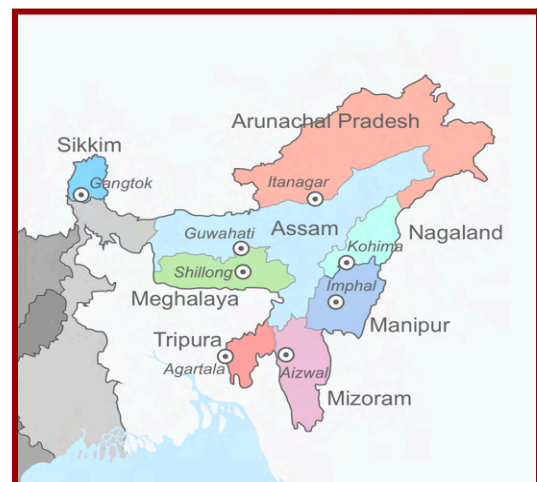 Arunachal Pradesh
Sikkim
Gangtok
Itanagar
Guwahati
Assam
Nagaland
Kohima
Shillong
Imphal
Meghalaya
Manipur
Tripura
Agartala
Aizwal
Mizoram